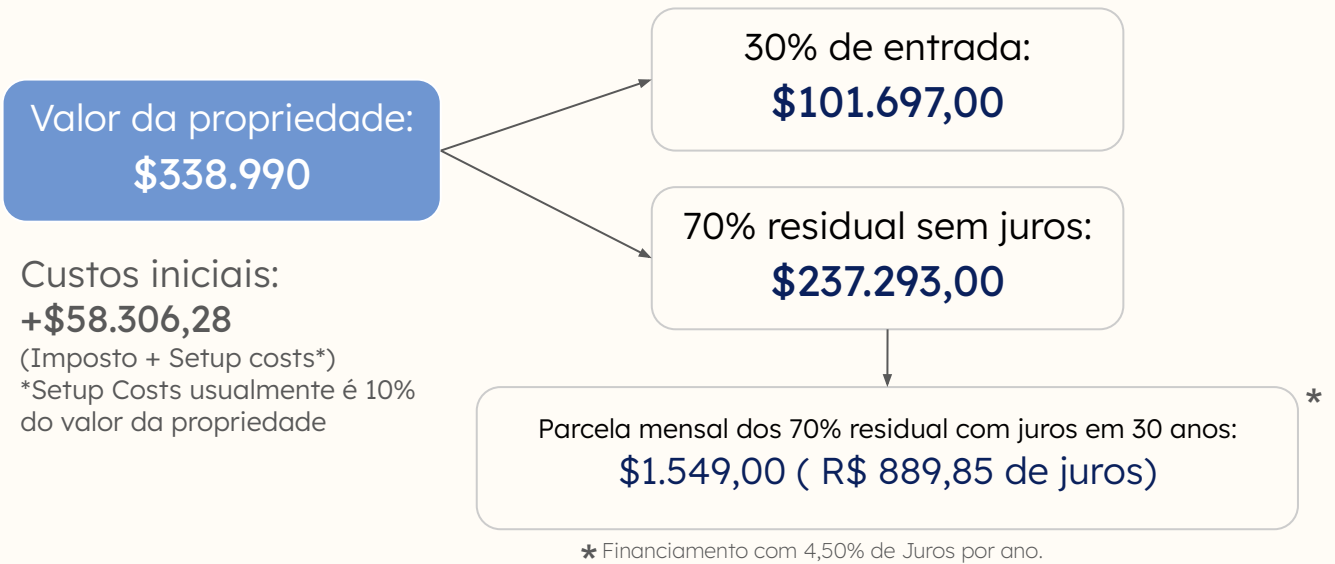 Valor da propriedade:
$338.990
30% de entrada:
$101.697,00
70% residual sem juros:
$237.293,00
Custos iniciais:
+$58.306,28
(Imposto + Setup costs*)
*Setup Costs usualmente é 10%
do valor da propriedade
*
Parcela mensal dos 70% residual com juros em 30 anos:
$1.549,00 ( R$ 889,85 de juros)
* Financiamento com 4,50% de Juros por ano.